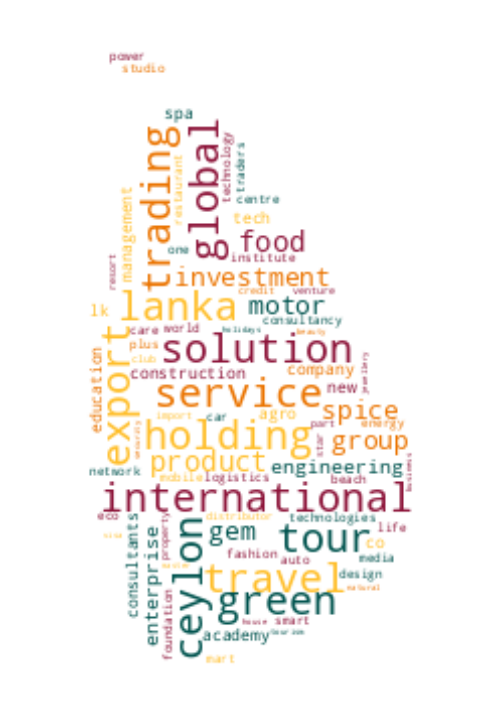 power
studio
spa
trading
global
technology
traders
restaurant
management
centre
tech
food
one
institute
resort
investment
credit
venture
lanka
motor
lk
consultancy
care
world
holidays
beauty
plus
solution
club
company
jewellery
construction
education
export
service
new
spice
import
car
agro
part
energy
holding
star
group
security
product
engineering
business
network
mobile
logistics
beach
international
eco
distributor
technologies
consultants
enterprise
property
ceylon
gem
tour
life
visa
co
fashion
auto
media
travel
design
natural
green
foundation
house
smart
academy
tourism
mart